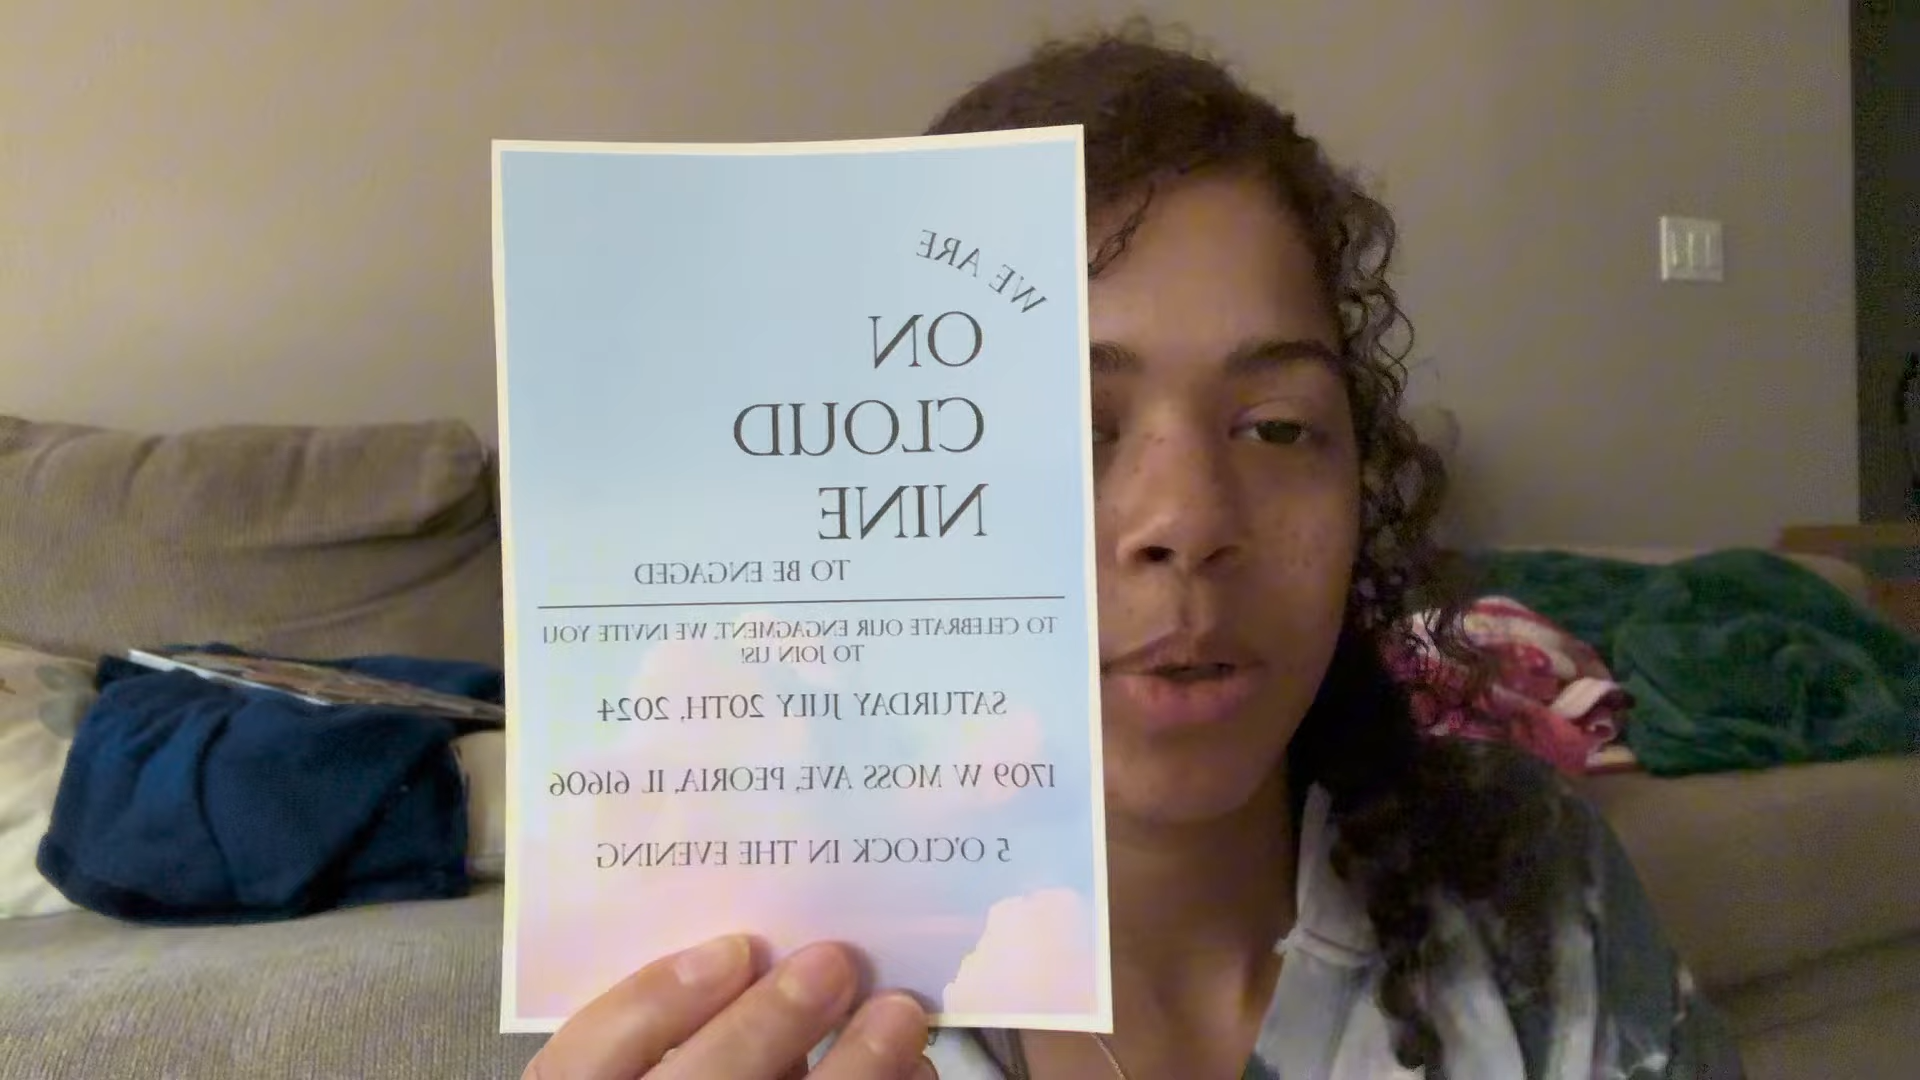 WE ARE
ON
CLOUD
NINE
TO BE ENGAGED
TO CELEBRATE OUR ENGAGMENT, WE INVITE YOU
TO JOIN US!
SATURDAY JULY 20TH, 2024
1709 W MOSS AVE, PEORIA, IL 61606
5 O'CLOCK IN THE EVENING